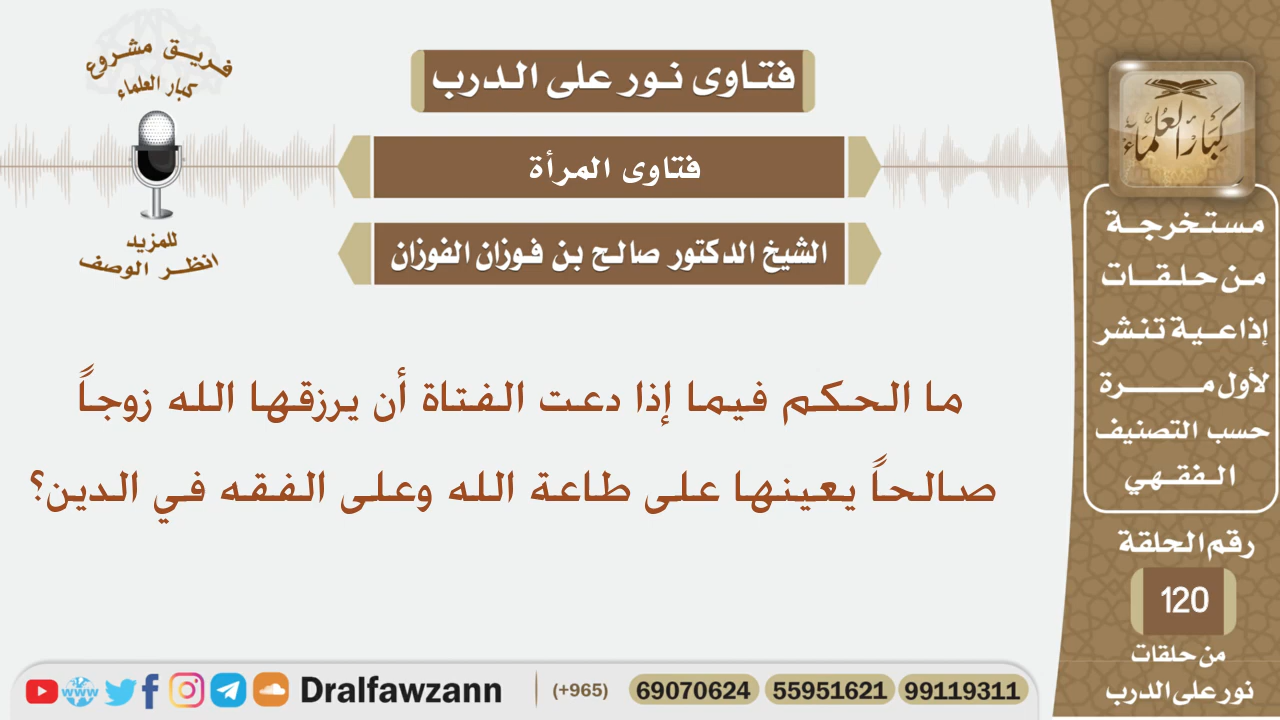 فريق مشروع
كبار العلماء
للمزيد
انظر الوصف
فتاوى نور على الدرب
فتاوى المرأة
الشيخ الدكتور صالح بن فوزان الفوزان
ما الحكم فيما إذا دعت الفتاة أن يرزقها الله زوجاً
صالحاً يعينها على طاعة الله وعلى الفقه في الدين؟
كبار العلماء
مستخرجة
من حلقات
إذاعية تنشر
لأول مرة
حسب التصنيف
الفقهي
رقم الحلقة
120
من حلقات
نور على الدرب
www Dralfawzann (+965) 69070624 55951621 99119311